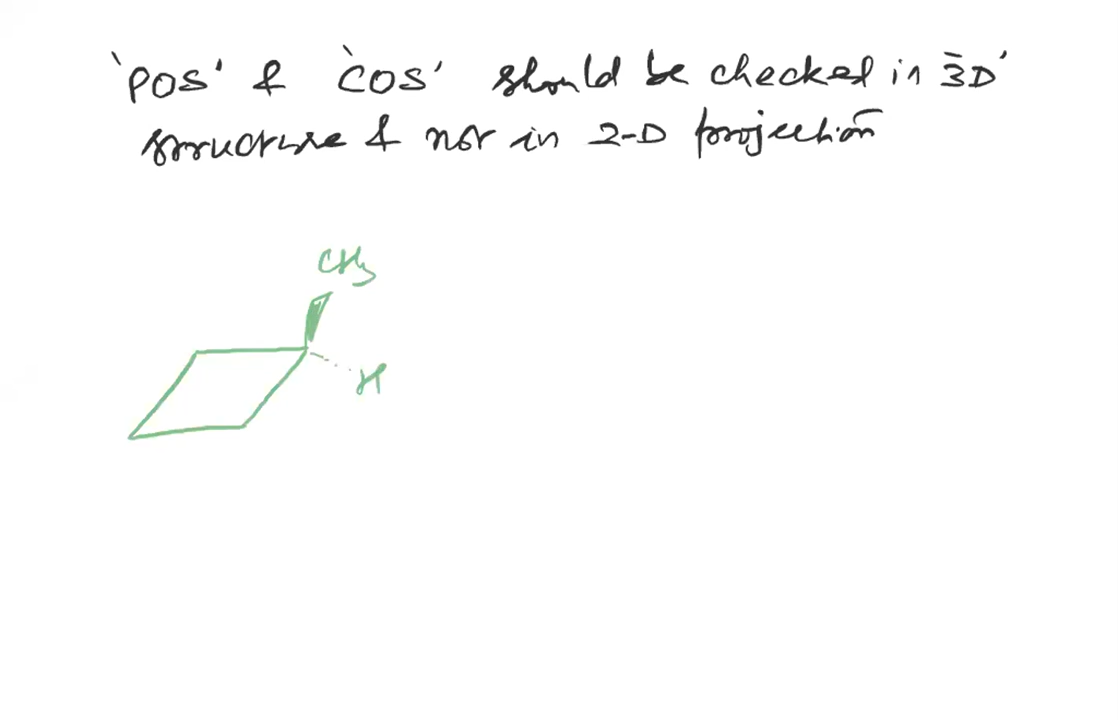 'POS' & 'COS' should be checked in '3D'
structure & not in 2-D projection
CH3
H